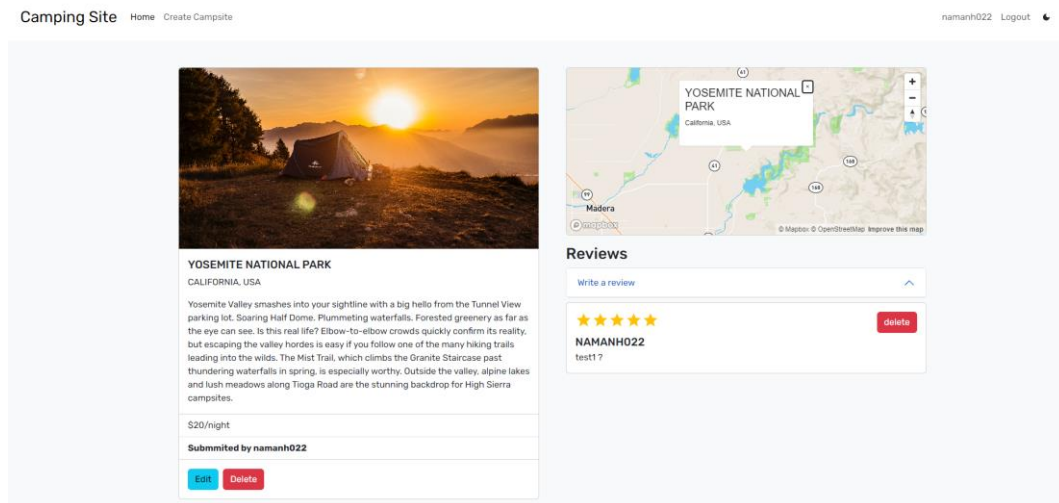 Camping Site Home Create Campsite
namanh022 Logout
YOSEMITE NATIONAL PARK
CALIFORNIA, USA
Yosemite Valley smashes into your sightline with a big hello from the Tunnel View
parking lot. Soaring Half Dome. Plummeting waterfalls. Forested greenery as far as
the eye can see. Is this real life? Elbow-to-elbow crowds quickly confirm its reality,
but escaping the valley hordes is easy if you follow one of the many hiking trails
leading into the wilds. The Mist Trail, which climbs the Granite Staircase past
thundering waterfalls in spring, is especially worthy. Outside the valley, alpine lakes
and lush meadows along Tioga Road are the stunning backdrop for High Sierra
campsites.
$20/night
Submmited by namanh022
Edit Delete
41
YOSEMITE NATIONAL
PARK
California, USA
41
168
168
99
Madera
mapbox
© Mapbox © OpenStreetMap Improve this map
Reviews
Write a review
delete
NAMANH022
test1 ?